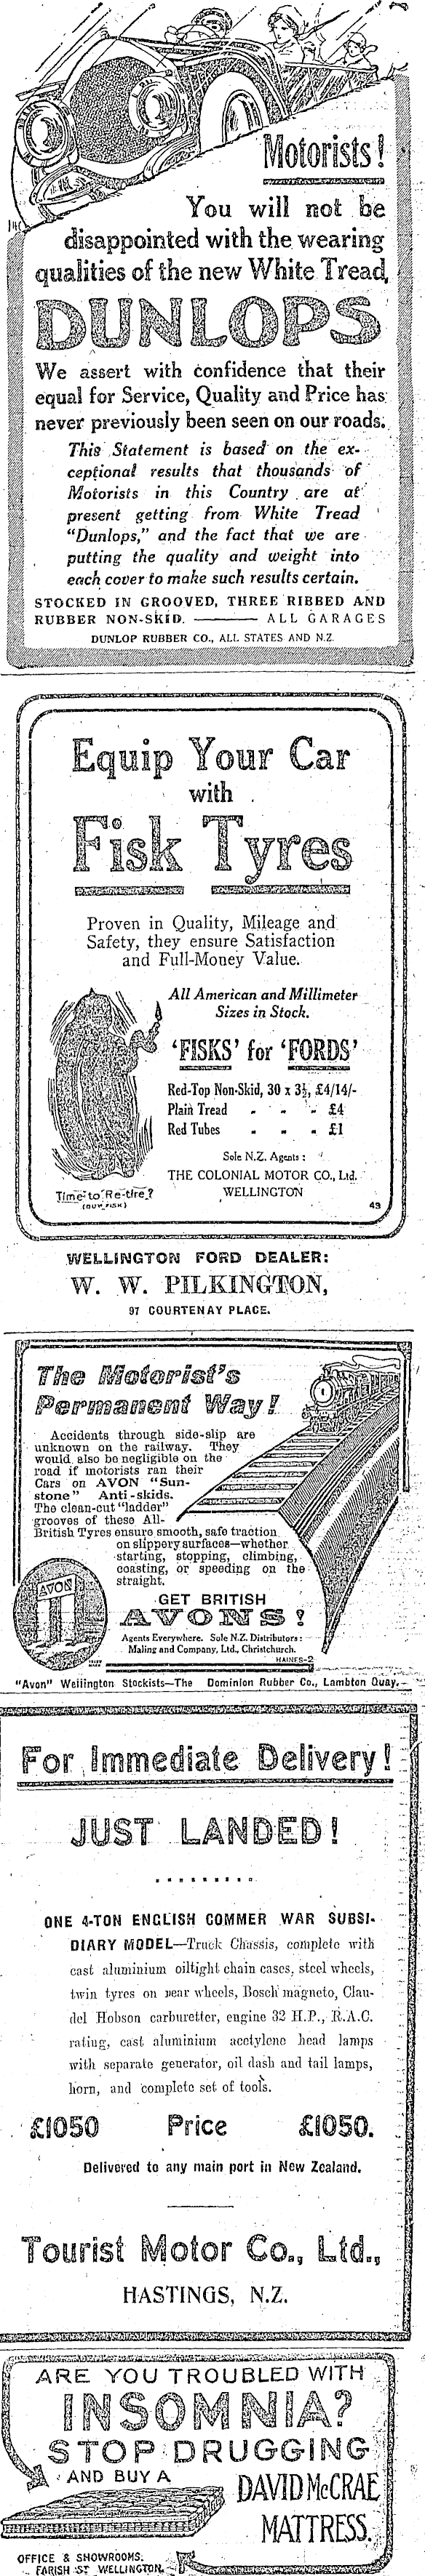 Motorists!
You will not be
disappointed with the wearing
qualities of the new White Tread,
DUNLOPS
We assert with confidence that their
equal for Service, Quality and Price has
never previously been seen on our roads.
This Statement is based on the ex-
ceptional results that thousands of
Motorists in this Country are at
present getting from White Tread
"Dunlops," and the fact that we are
putting the quality and weight into
each cover to make such results certain.
STOCKED IN GROOVED, THREE RIBBED AND
RUBBER NON-SKID. ——— ALL GARAGES
DUNLOP RUBBER CO., ALL STATES AND N.Z.
Equip Your Car
with
Fisk Tyres
Proven in Quality, Mileage and
Safety, they ensure Satisfaction
and Full-Money Value.
All American and Millimeter
Sizes in Stock.
'FISKS' for 'FORDS'
Red-Top Non-Skid, 30 x 3½, £4/14/-
Plain Tread - - - £4
Red Tubes - - - £1
Sole N.Z. Agents:
THE COLONIAL MOTOR CO., Ltd.
WELLINGTON
Time to Re-tire?
(BUY FISK)
43
WELLINGTON FORD DEALER:
W. W. PILKINGTON,
97 COURTENAY PLACE.
The Motorist's
Permanent Way!
Accidents through side-slip are
unknown on the railway. They
would also be negligible on the
road if motorists ran their
Cars on AVON "Sun-
stone" Anti-skids.
The clean-cut "ladder"
grooves of these All-
British Tyres ensure smooth, safe traction
on slippery surfaces—whether
starting, stopping, climbing,
coasting, or speeding on the
straight.
AVON
TRADE MARK
GET BRITISH
AVONS!
Agents Everywhere. Sole N.Z. Distributors:
Maling and Company, Ltd., Christchurch.
HAINES-2
"Avon" Wellington Stockists—The Dominion Rubber Co., Lambton Quay.
For Immediate Delivery!
JUST LANDED!
ONE 4-TON ENGLISH COMMER WAR SUBSI-
DIARY MODEL—Truck Chassis, complete with
cast aluminium oiltight chain cases, steel wheels,
twin tyres on rear wheels, Bosch magneto, Clau-
del Hobson carburetter, engine 32 H.P., R.A.C.
rating, cast aluminium acetylene head lamps
with separate generator, oil dash and tail lamps,
horn, and complete set of tools.
£1050 Price £1050.
Delivered to any main port in New Zealand.
Tourist Motor Co., Ltd.,
HASTINGS, N.Z.
ARE YOU TROUBLED WITH
INSOMNIA?
STOP DRUGGING
AND BUY A
DAVID McCRAE
MATTRESS.
OFFICE & SHOWROOMS.
FARISH ST WELLINGTON.